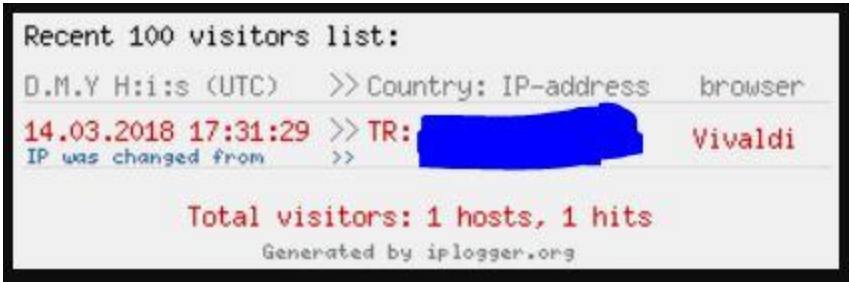 Recent 100 visitors list:
D.M.Y H:i:s (UTC) >> Country: IP-address browser
14.03.2018 17:31:29 >> TR: Vivaldi
IP was changed from >>
Total visitors: 1 hosts, 1 hits
Generated by iplogger.org